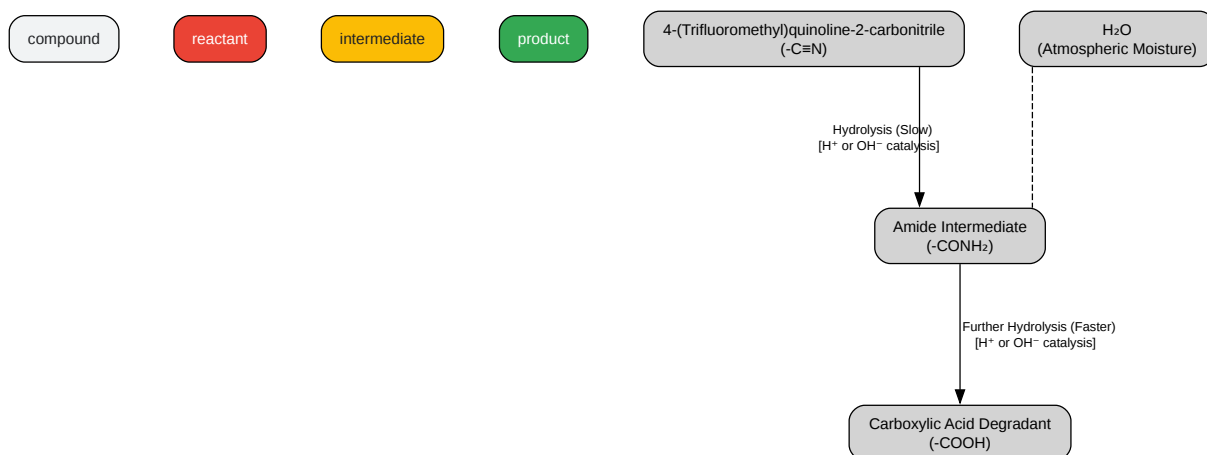 compound
reactant
intermediate
product
4-(Trifluoromethyl)quinoline-2-carbonitrile
(-C≡N)
H₂O
(Atmospheric Moisture)
Hydrolysis (Slow)
[H⁺ or OH⁻ catalysis]
Amide Intermediate
(-CONH₂)
Further Hydrolysis (Faster)
[H⁺ or OH⁻ catalysis]
Carboxylic Acid Degradant
(-COOH)